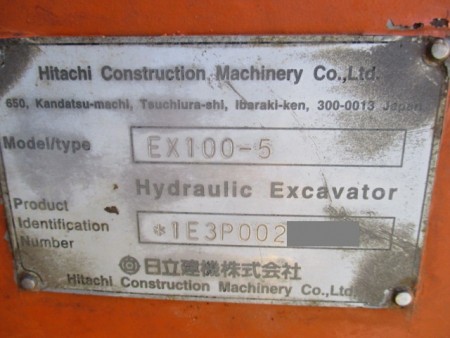 Hitachi Construction Machinery Co.,Ltd.
650, Kandatsu-machi, Tsuchiura-shi, Ibaraki-ken, 300-0013 Japan
Model/type EX100-5
Hydraulic Excavator
Product
Identification
Number
*1E3P002
日立建機株式会社
Hitachi Construction Machinery Co.,Ltd.